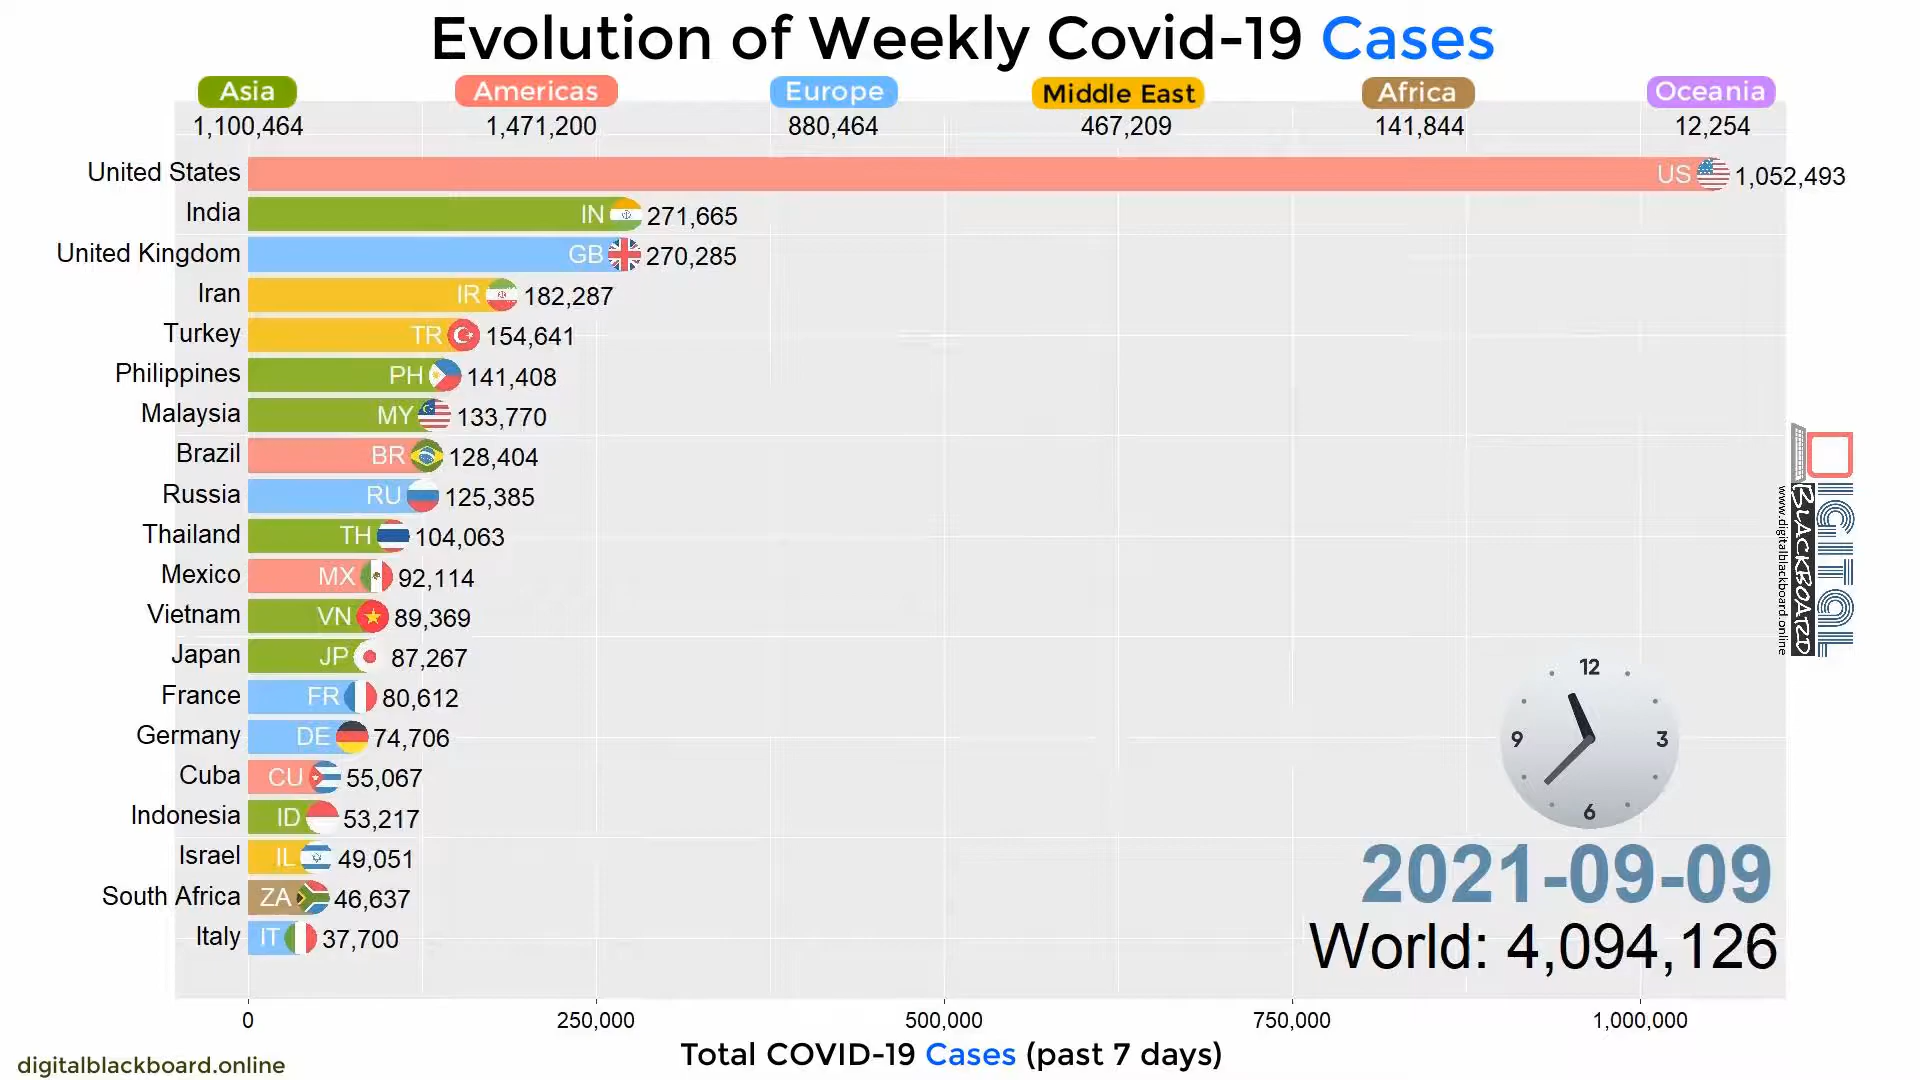 Evolution of Weekly Covid-19 Cases
Asia Americas Europe Middle East Africa Oceania
1,100,464 1,471,200 880,464 467,209 141,844 12,254
United States US 1,052,493
India IN 271,665
United Kingdom GB 270,285
Iran IR 182,287
Turkey TR 154,641
Philippines PH 141,408
Malaysia MY 133,770
Brazil BR 128,404
Russia RU 125,385
Thailand TH 104,063
Mexico MX 92,114
Vietnam VN 89,369
Japan JP 87,267
France FR 80,612
Germany DE 74,706
Cuba CU 55,067
Indonesia ID 53,217
Israel IL 49,051
South Africa ZA 46,637
Italy IT 37,700
DIGITAL
BLACKBOARD
www.digitalblackboard.online
12
9 3
6
2021-09-09
World: 4,094,126
0 250,000 500,000 750,000 1,000,000
Total COVID-19 Cases (past 7 days)
digitalblackboard.online